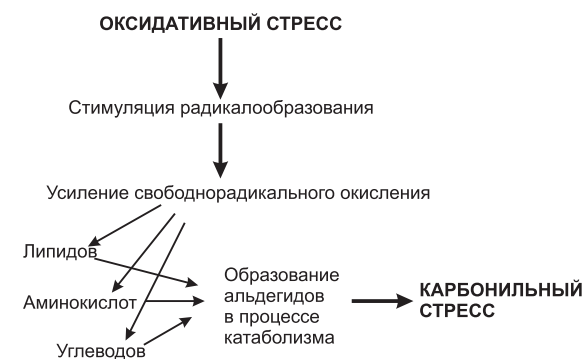 ОКСИДАТИВНЫЙ СТРЕСС
Стимуляция радикалообразования
Усиление свободнорадикального окисления
Липидов
Аминокислот
Углеводов
Образование
альдегидов
в процессе
катаболизма
КАРБОНИЛЬНЫЙ
СТРЕСС